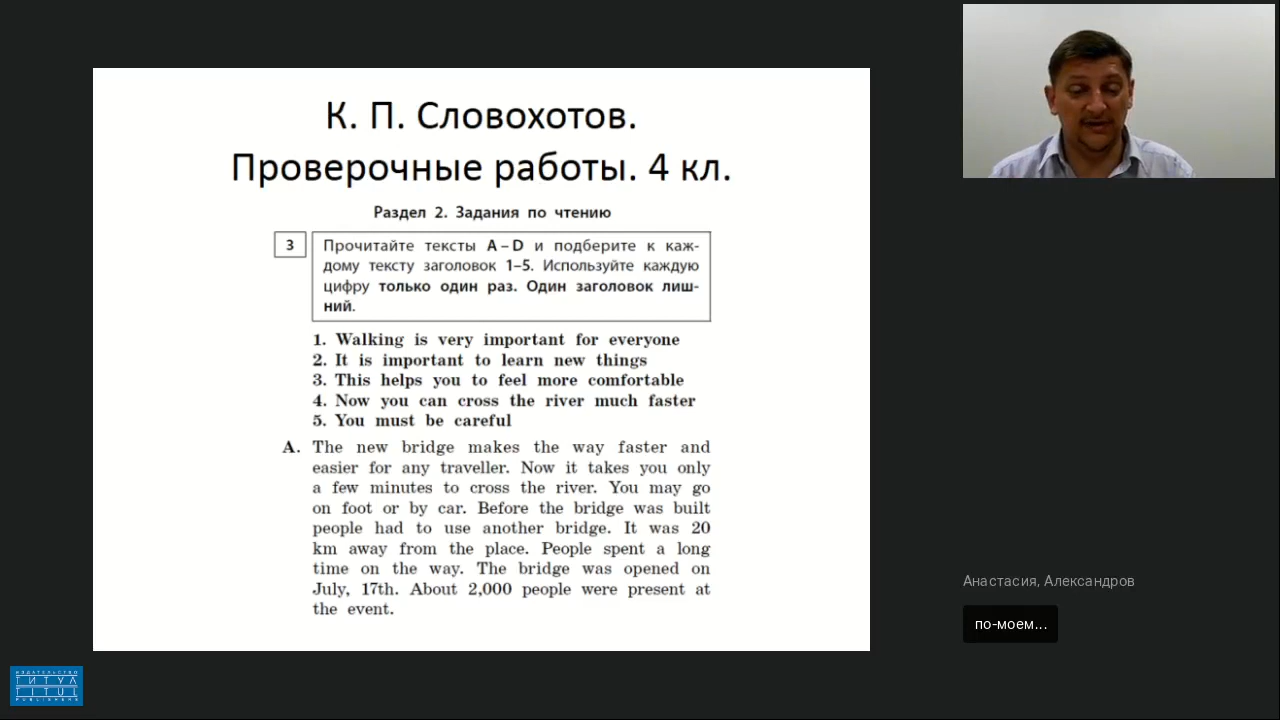 К. П. Словохотов.
Проверочные работы. 4 кл.
Раздел 2. Задания по чтению
3
Прочитайте тексты A – D и подберите к каж-
дому тексту заголовок 1–5. Используйте каждую
цифру только один раз. Один заголовок лиш-
ний.
1. Walking is very important for everyone
2. It is important to learn new things
3. This helps you to feel more comfortable
4. Now you can cross the river much faster
5. You must be careful
A. The new bridge makes the way faster and
easier for any traveller. Now it takes you only
a few minutes to cross the river. You may go
on foot or by car. Before the bridge was built
people had to use another bridge. It was 20
km away from the place. People spent a long
time on the way. The bridge was opened on
July, 17th. About 2,000 people were present at
the event.
Анастасия, Александров
по-моем...
ИЗДАТЕЛЬСТВО
ТИТУЛ
TITUL
PUBLISHERS